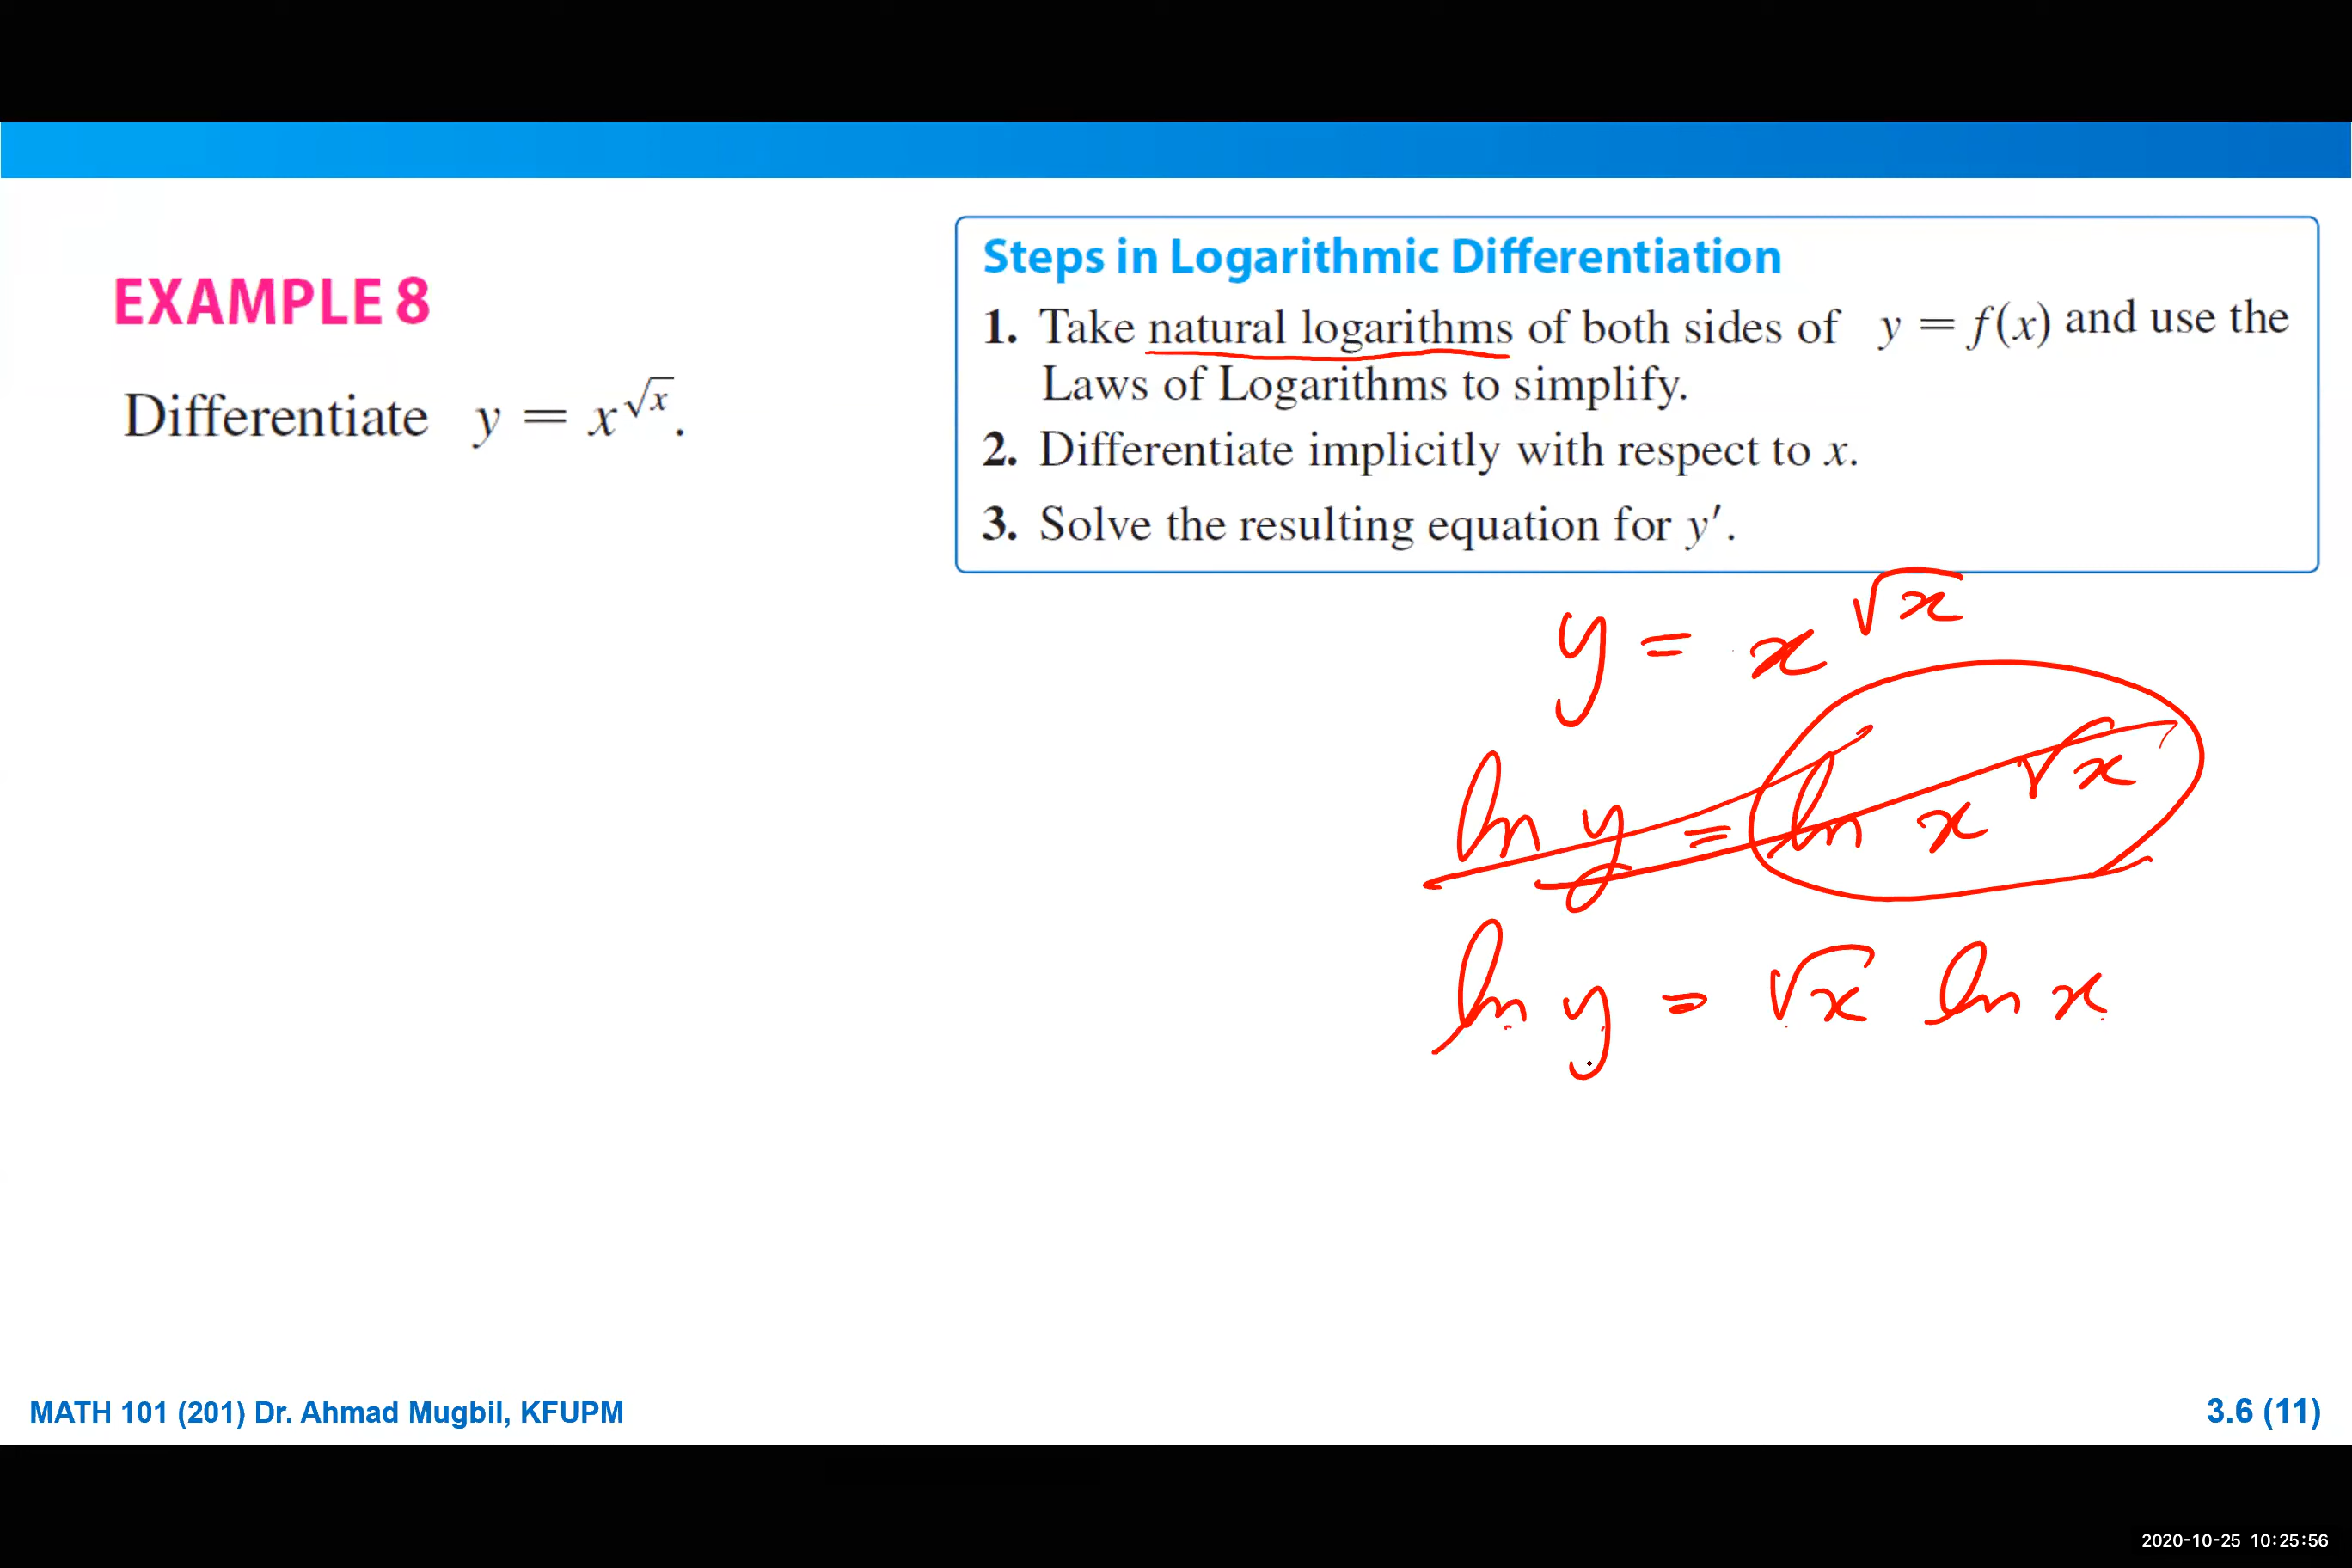 EXAMPLE 8
Differentiate y = x^√x.
Steps in Logarithmic Differentiation
1. Take natural logarithms of both sides of y = f(x) and use the
Laws of Logarithms to simplify.
2. Differentiate implicitly with respect to x.
3. Solve the resulting equation for y′.
y = x^√x
ln y = ln x^√x
ln y = √x ln x
MATH 101 (201) Dr. Ahmad Mugbil, KFUPM
3.6 (11)
2020-10-25 10:25:56